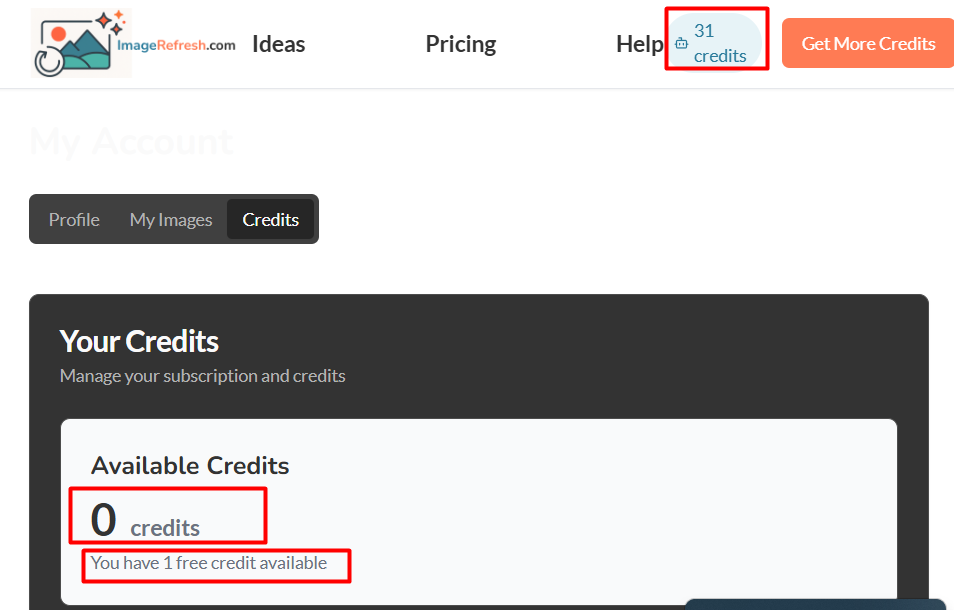 ImageRefresh.com Ideas Pricing Help 31 credits Get More Credits
My Account
Profile My Images Credits
Your Credits
Manage your subscription and credits
Available Credits
0 credits
You have 1 free credit available